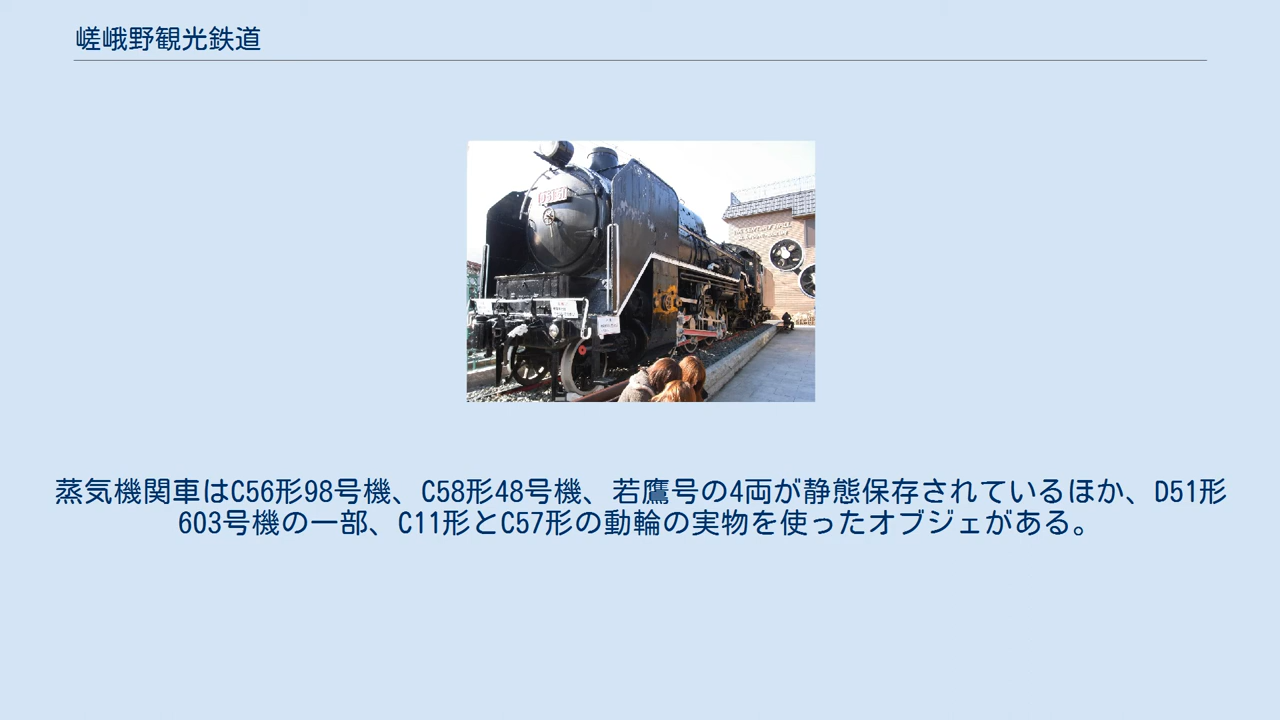 嵯峨野観光鉄道
蒸気機関車はC56形98号機、C58形48号機、若鷹号の4両が静態保存されているほか、D51形
603号機の一部、C11形とC57形の動輪の実物を使ったオブジェがある。